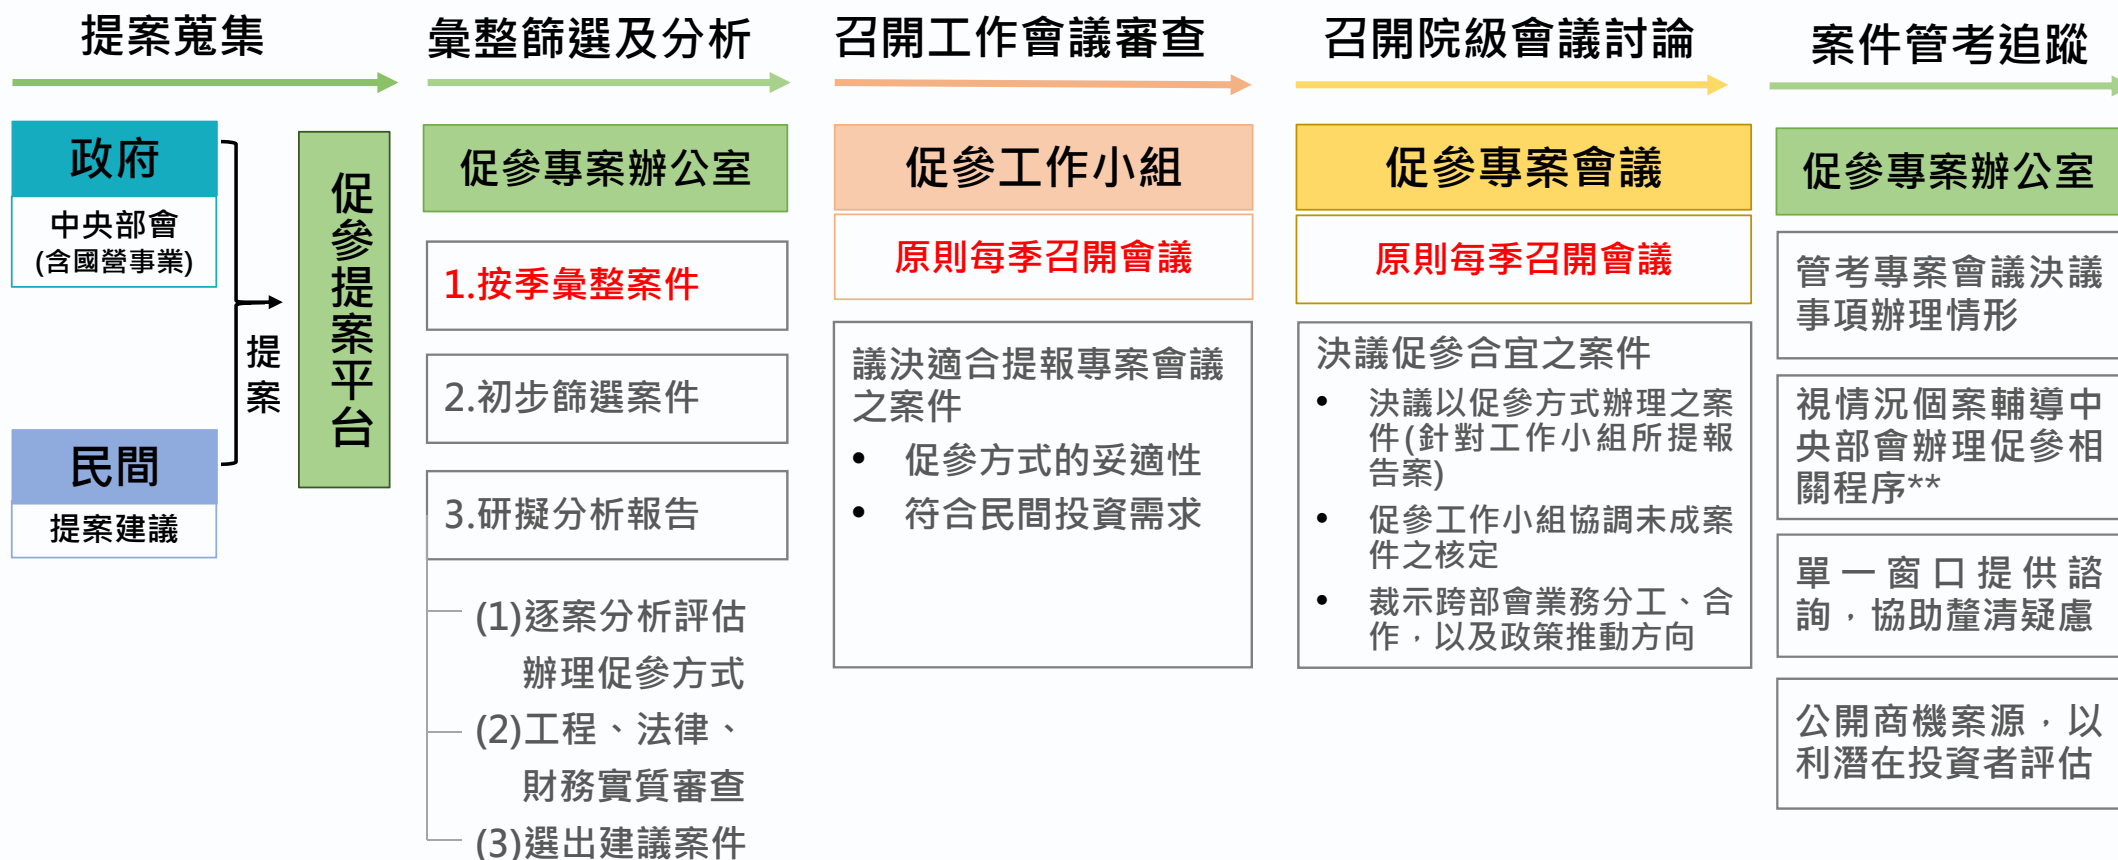 提案蒐集
政府
中央部會
(含國營事業)
民間
提案建議
提案
促參提案平台
彙整篩選及分析
促參專案辦公室
1.按季彙整案件
2.初步篩選案件
3.研擬分析報告
(1)逐案分析評估
辦理促參方式
(2)工程、法律、
財務實質審查
(3)選出建議案件
召開工作會議審查
促參工作小組
原則每季召開會議
議決適合提報專案會議
之案件
• 促參方式的妥適性
• 符合民間投資需求
召開院級會議討論
促參專案會議
原則每季召開會議
決議促參合宜之案件
• 決議以促參方式辦理之案
件(針對工作小組所提報
告案)
• 促參工作小組協調未成案
件之核定
• 裁示跨部會業務分工、合
作，以及政策推動方向
案件管考追蹤
促參專案辦公室
管考專案會議決議
事項辦理情形
視情況個案輔導中
央部會辦理促參相
關程序**
單一窗口提供諮
詢，協助釐清疑慮
公開商機案源，以
利潛在投資者評估